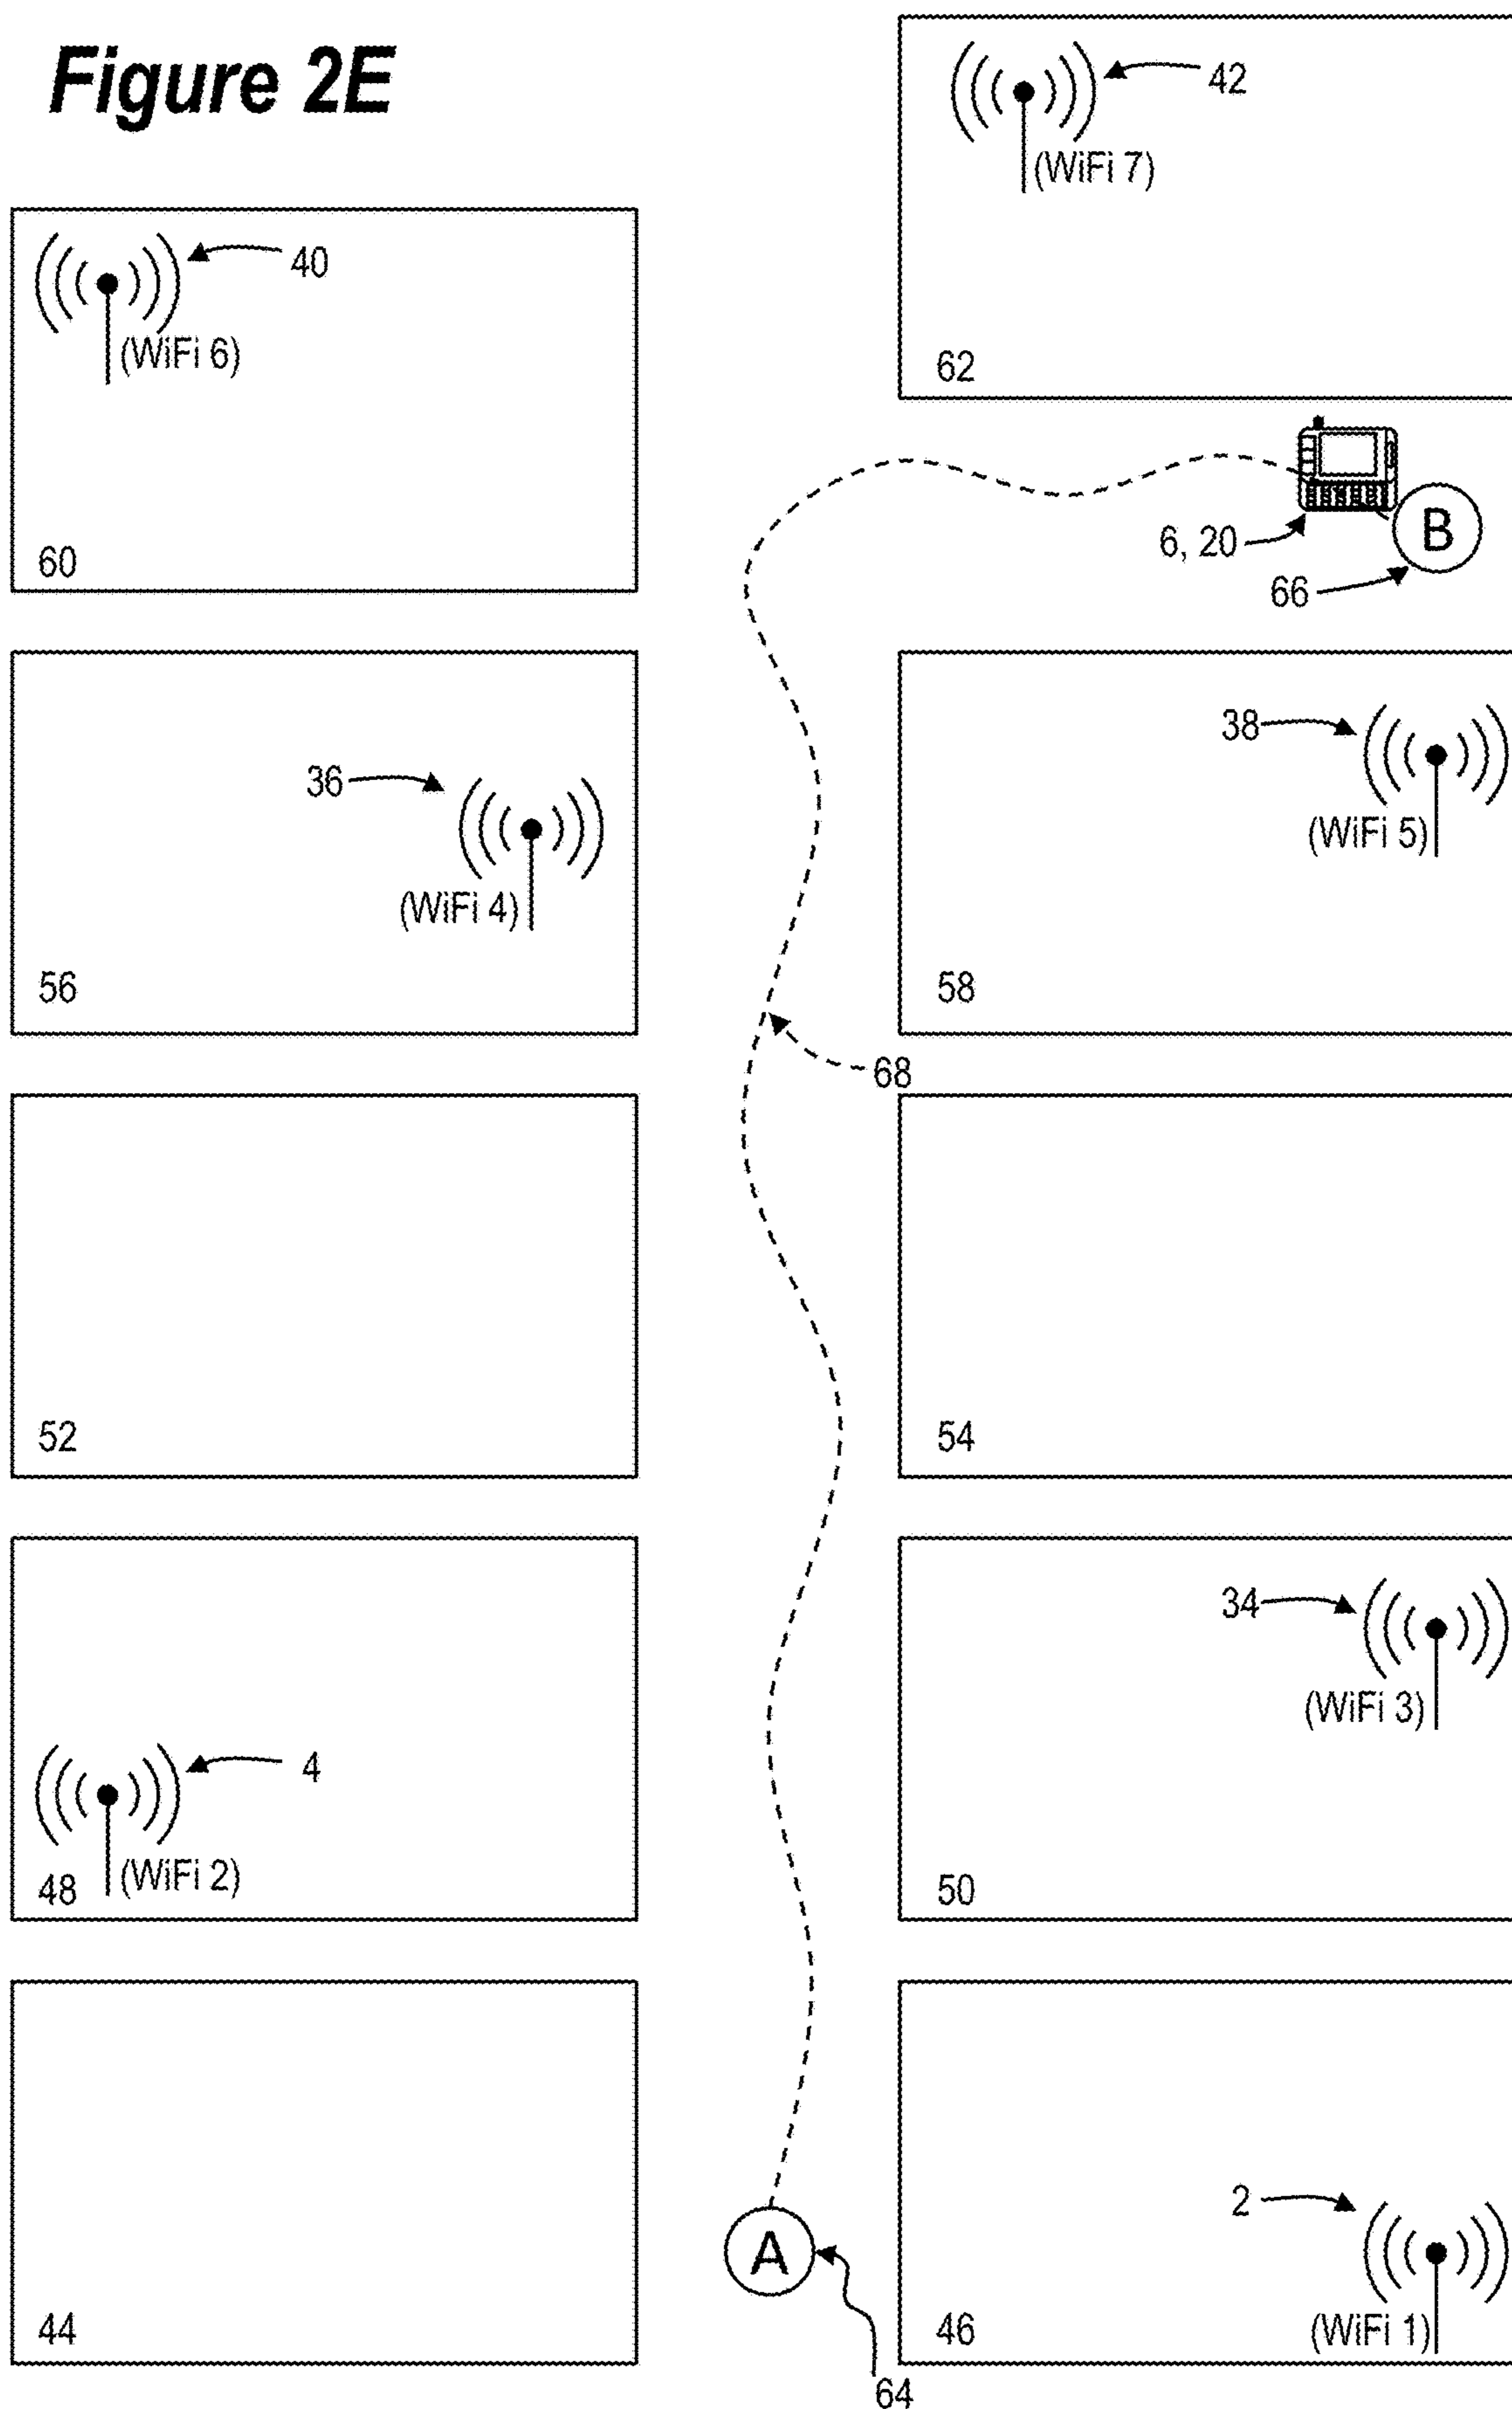 Figure 2E
42
(WiFi 7)
40
(WiFi 6)
62
6, 20
B
60
66
38
36
(WiFi 5)
(WiFi 4)
56
58
68
52
54
34
(WiFi 3)
4
(WiFi 2)
48
50
2
A
44
46
(WiFi 1)
64